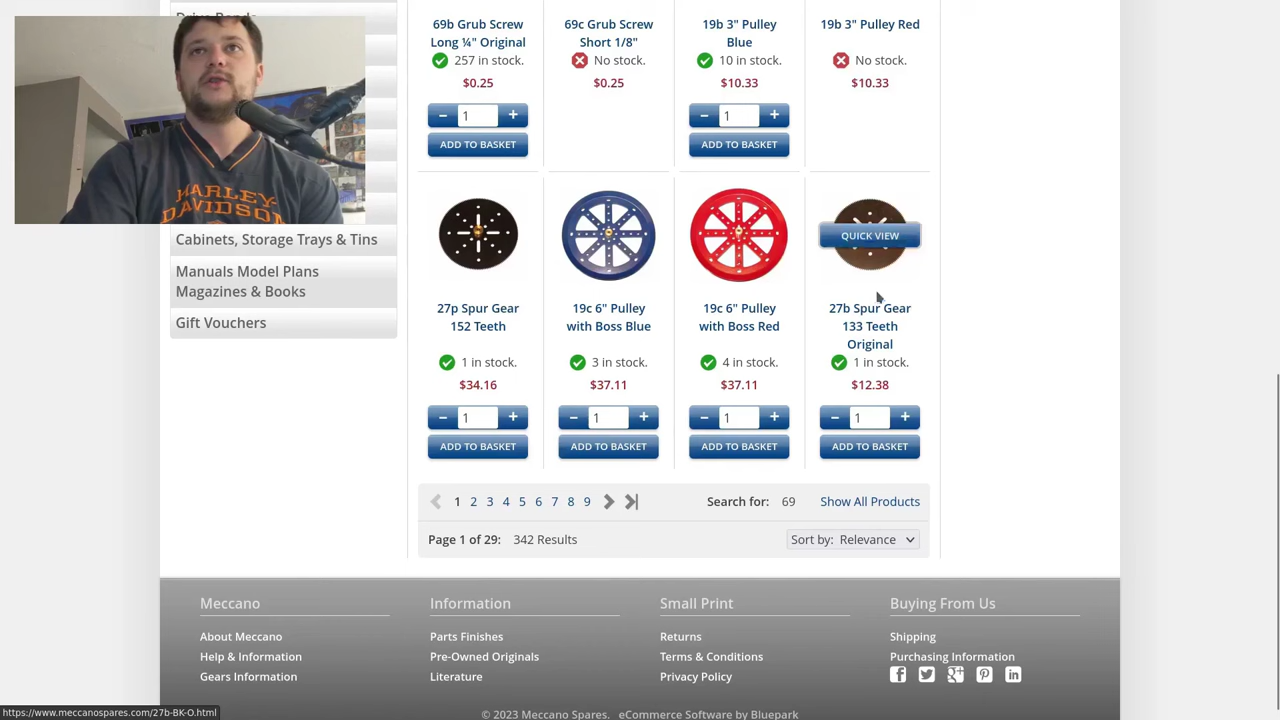 69b Grub Screw
Long ¼" Original
257 in stock.
$0.25
1
ADD TO BASKET
69c Grub Screw
Short 1/8"
No stock.
$0.25
19b 3" Pulley
Blue
10 in stock.
$10.33
1
ADD TO BASKET
19b 3" Pulley Red
No stock.
$10.33
HARLEY-
DAVIDSON
Cabinets, Storage Trays & Tins
Manuals Model Plans
Magazines & Books
Gift Vouchers
27p Spur Gear
152 Teeth
1 in stock.
$34.16
1
ADD TO BASKET
19c 6" Pulley
with Boss Blue
3 in stock.
$37.11
1
ADD TO BASKET
19c 6" Pulley
with Boss Red
4 in stock.
$37.11
1
ADD TO BASKET
QUICK VIEW
27b Spur Gear
133 Teeth
Original
1 in stock.
$12.38
1
ADD TO BASKET
1 2 3 4 5 6 7 8 9
Search for: 69 Show All Products
Page 1 of 29: 342 Results
Sort by: Relevance
Meccano
About Meccano
Help & Information
Gears Information
Information
Parts Finishes
Pre-Owned Originals
Literature
Small Print
Returns
Terms & Conditions
Privacy Policy
Buying From Us
Shipping
Purchasing Information
https://www.meccanospares.com/27b-BK-O.html
© 2023 Meccano Spares. eCommerce Software by Bluepark